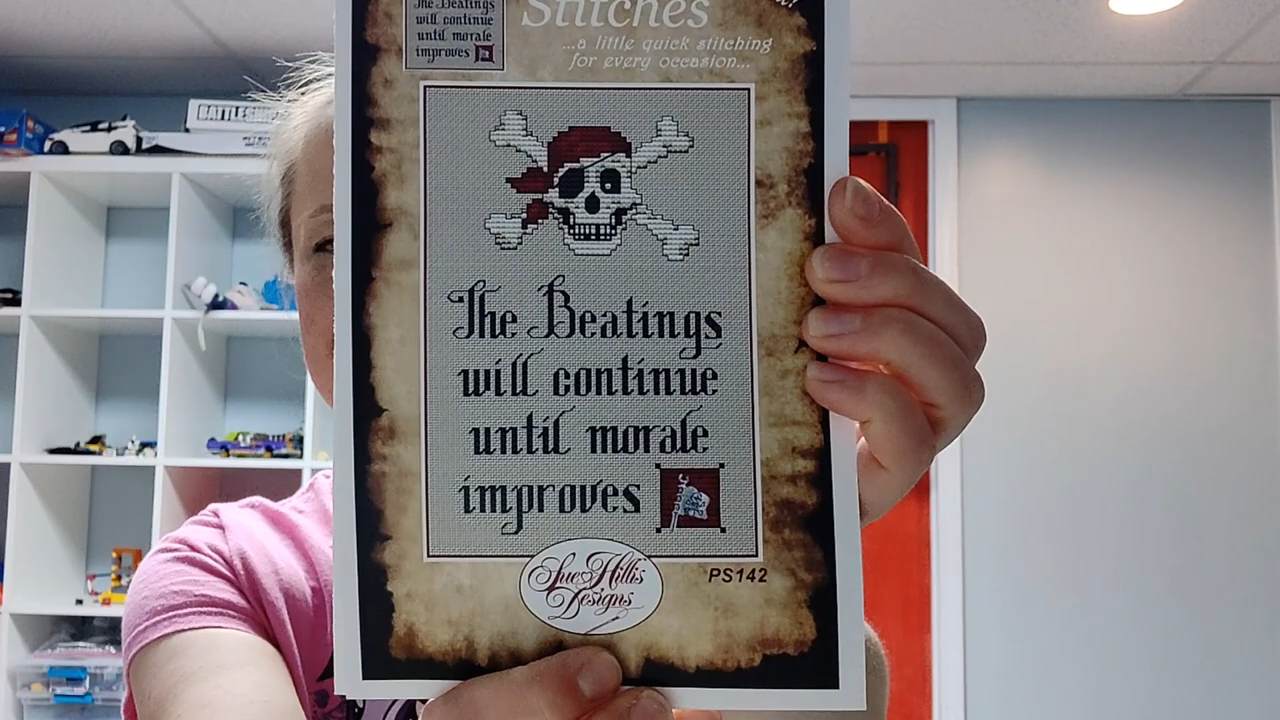 The Beatings
will continue
until morale
improves
Stitches
...a little quick stitching
for every occasion...
BATTLESHIP
The Beatings
will continue
until morale
improves
Sue Hillis
Designs
PS142